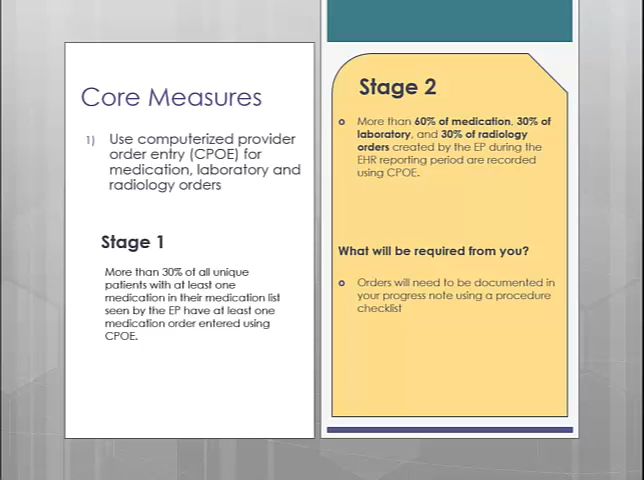 Core Measures
1) Use computerized provider
order entry (CPOE) for
medication, laboratory and
radiology orders
Stage 1
More than 30% of all unique
patients with at least one
medication in their medication list
seen by the EP have at least one
medication order entered using
CPOE.
Stage 2
More than 60% of medication, 30% of
laboratory, and 30% of radiology
orders created by the EP during the
EHR reporting period are recorded
using CPOE.
What will be required from you?
Orders will need to be documented in
your progress note using a procedure
checklist